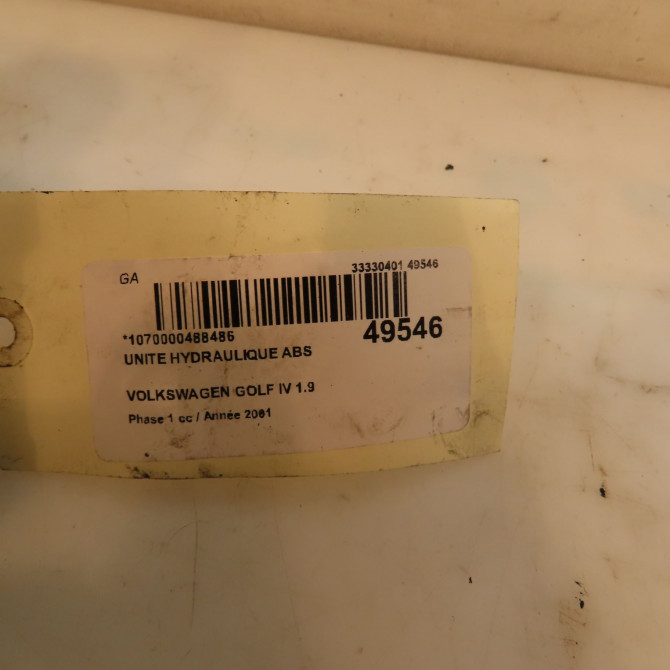 GA
33330401 49546
*1070000488486
49546
UNITE HYDRAULIQUE ABS
VOLKSWAGEN GOLF IV 1.9
Phase 1 cc / Année 2001